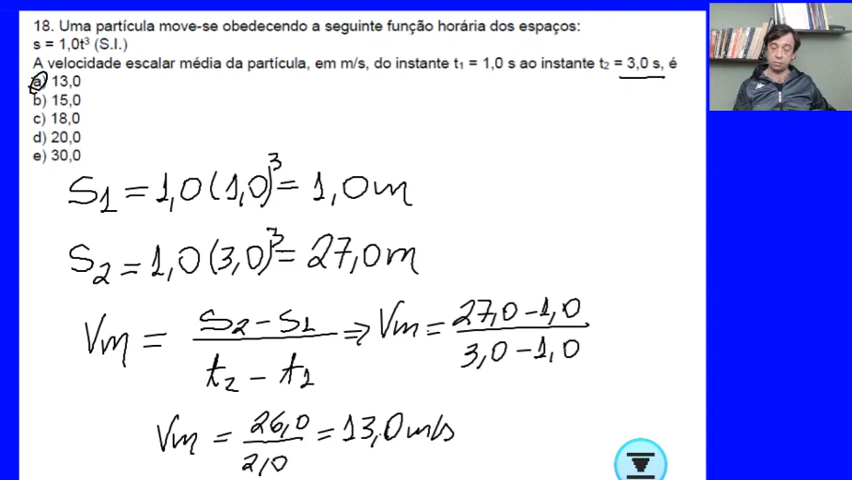 18. Uma partícula move-se obedecendo a seguinte função horária dos espaços:
s = 1,0t³ (S.I.)
A velocidade escalar média da partícula, em m/s, do instante t₁ = 1,0 s ao instante t₂ = 3,0 s, é
a) 13,0
b) 15,0
c) 18,0
d) 20,0
e) 30,0
S1 = 1,0(1,0)³ = 1,0m
S2 = 1,0(3,0)³ = 27,0m
Vm = S2 - S1 / t2 - t1 ⇒ Vm = 27,0 - 1,0 / 3,0 - 1,0
Vm = 26,0 / 2,0 = 13,0 m/s